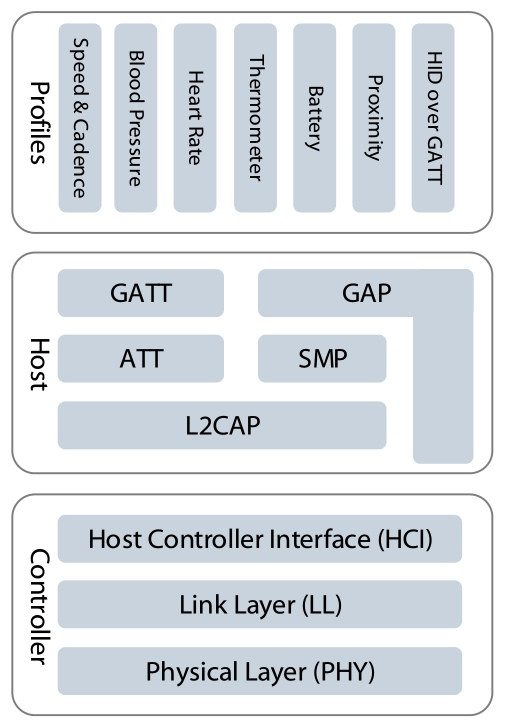 Profiles
Speed & Cadence
Blood Pressure
Heart Rate
Thermometer
Battery
Proximity
HID over GATT
Host
GATT
GAP
ATT
SMP
L2CAP
Controller
Host Controller Interface (HCI)
Link Layer (LL)
Physical Layer (PHY)